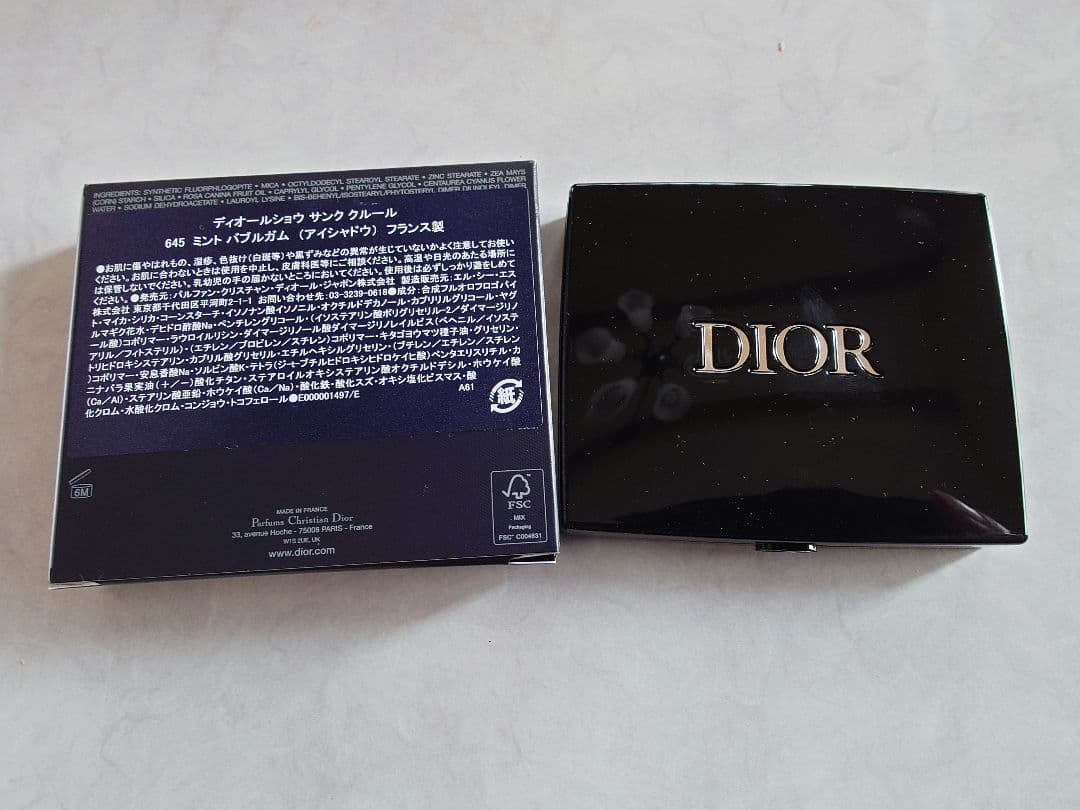 INGREDIENTS: SYNTHETIC FLUORPHLOGOPITE • MICA • OCTYLDODECYL STEAROYL STEARATE • ZINC STEARATE • ZEA MAYS
(CORN) STARCH • SILICA • ROSA CANINA FRUIT OIL • CAPRYLYL GLYCOL • PENTYLENE GLYCOL • CENTAUREA CYANUS FLOWER
WATER • SODIUM DEHYDROACETATE • LAUROYL LYSINE • BIS-BEHENYL/ISOSTEARYL/PHYTOSTERYL DIMER DILINOLEYL DIMER
ディオールショウ サンク クルール
645 ミント バブルガム （アイシャドウ） フランス製
●お肌に傷やはれもの、湿疹、色抜け(白斑等)や黒ずみなどの異常が生じていないかよく注意してお使い
ください。お肌に合わないときは使用を中止し、皮膚科医等にご相談ください。高温や日光のあたる場所に
は保管しないでください。乳幼児の手の届かないところにおいてください。使用後は必ずしっかり蓋をしめて
ください。●発売元：パルファン・クリスチャン・ディオール・ジャポン株式会社 製造販売元：エル・シー・エス
株式会社 東京都千代田区平河町2-1-1 お問い合わせ先：03-3239-0618●成分：合成フルオロフロゴパイ
ト・マイカ・シリカ・コーンスターチ・イソノナン酸イソノニル・オクチルドデカノール・カプリリルグリコール・ヤグ
ルマギク花水・デヒドロ酢酸Na・ペンチレングリコール・(イソステアリン酸ポリグリセリル-2/ダイマージリノ
ール酸)コポリマー・ラウロイルリシン・ダイマージリノール酸ダイマージリノレイルビス(ベヘニル/イソステ
アリル/フィトステリル)・(エチレン/プロピレン/スチレン)コポリマー・キダチヨウマツ種子油・グリセリン・
トリヒドロキシステアリン・カプリル酸グリセリル・エチルヘキシルグリセリン・(ブチレン/エチレン/スチレン
)コポリマー・安息香酸Na・ソルビン酸K・テトラ(ジ-t-ブチルヒドロキシヒドロケイヒ酸)ペンタエリスリチル・カ
ニナバラ果実油(+/-)酸化チタン・ステアロイルオキシステアリン酸オクチルドデシル・ホウケイ酸
(Ca/Al)・ステアリン酸亜鉛・ホウケイ酸(Ca/Na)・酸化鉄・酸化スズ・オキシ塩化ビスマス・酸
化クロム・水酸化クロム・コンジョウ・トコフェロール●E000001497/E
A61
紙
6M
MADE IN FRANCE
Parfums Christian Dior
33, avenue Hoche - 75008 PARIS - France
W1S 2UE, UK
www.dior.com
FSC
MIX
Packaging
FSC® C004831
DIOR